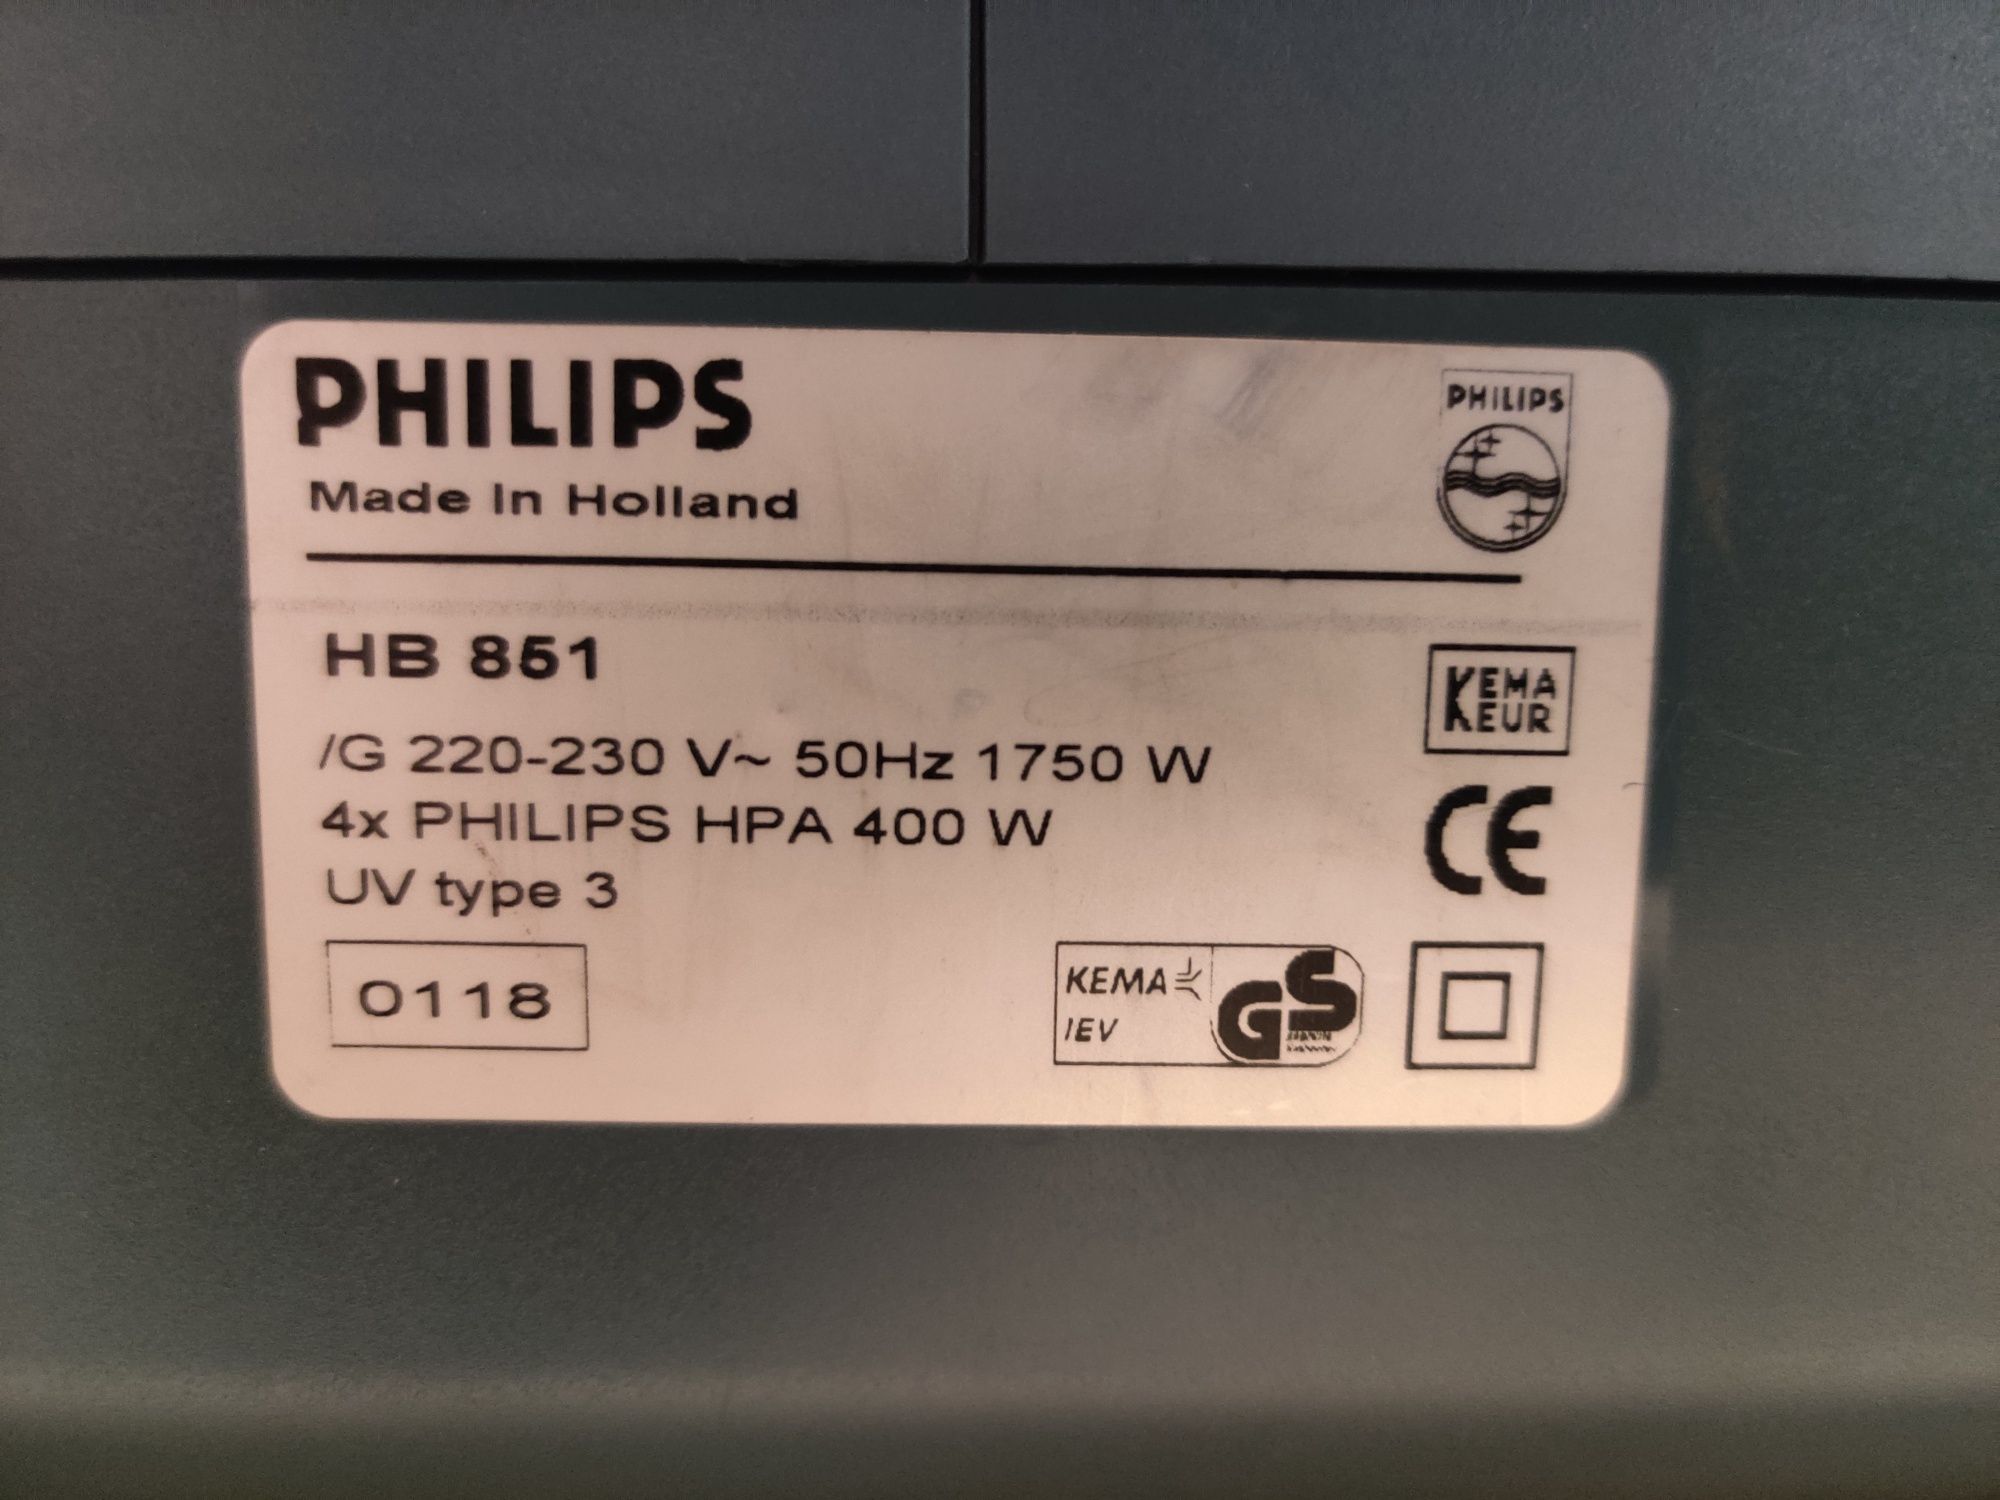 PHILIPS
Made In Holland
PHILIPS
HB 851
/G 220-230 V~ 50Hz 1750 W
4x PHILIPS HPA 400 W
UV type 3
0118
KEMA
KEUR
CE
KEMA
IEV
GS